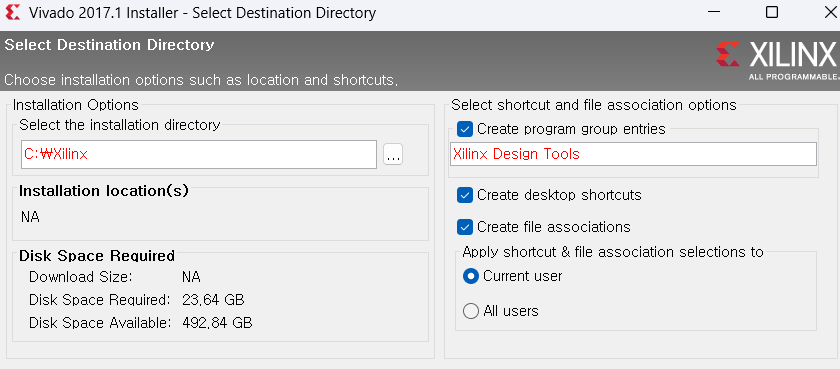 Vivado 2017.1 Installer - Select Destination Directory
Select Destination Directory
Choose installation options such as location and shortcuts.
XILINX
ALL PROGRAMMABLE.
Installation Options
Select the installation directory
C:₩Xilinx
...
Installation location(s)
NA
Disk Space Required
Download Size: NA
Disk Space Required: 23.64 GB
Disk Space Available: 492.84 GB
Select shortcut and file association options
Create program group entries
Xilinx Design Tools
Create desktop shortcuts
Create file associations
Apply shortcut & file association selections to
Current user
All users